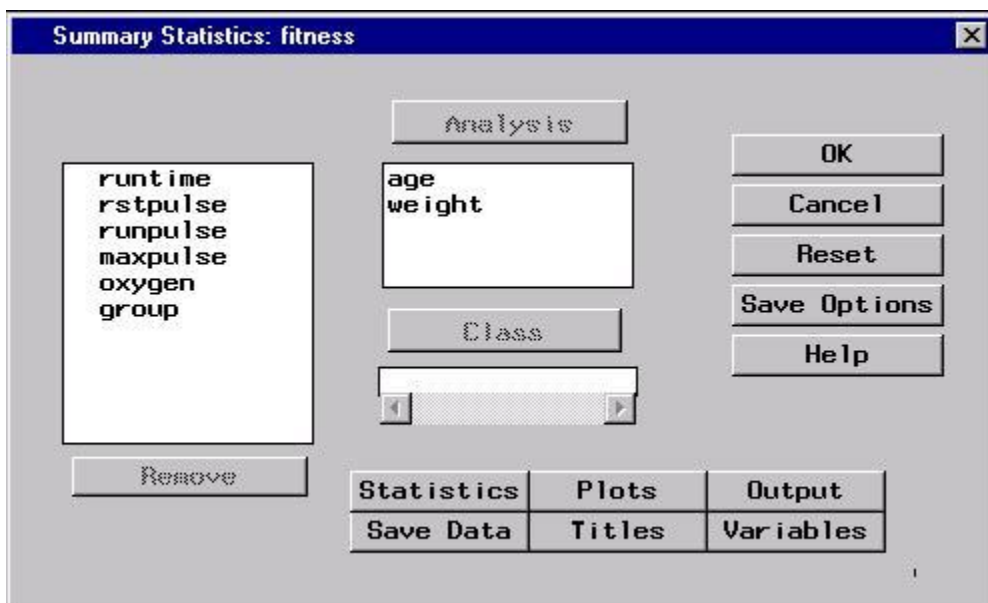 Summary Statistics: fitness
Analysis
runtime
rstpulse
runpulse
maxpulse
oxygen
group
Remove
age
weight
Class
OK
Cancel
Reset
Save Options
Help
Statistics Plots Output
Save Data Titles Variables